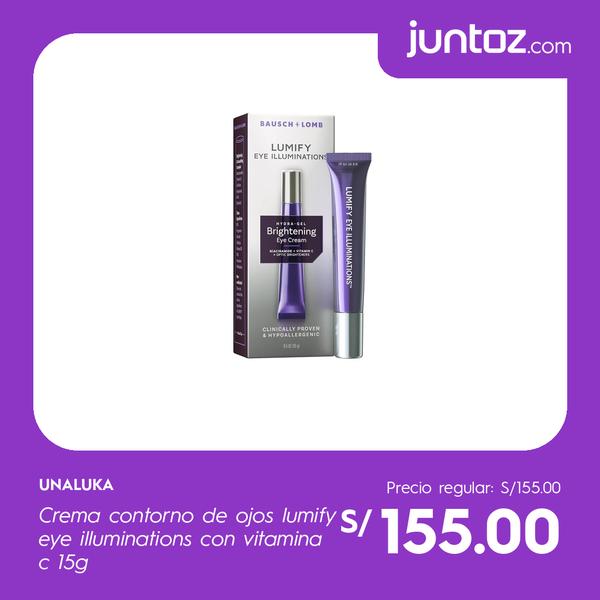 juntoz.com
BAUSCH + LOMB
LUMIFY
EYE ILLUMINATIONS
HYDRA-GEL
Brightening
Eye Cream
NIACINAMIDE + VITAMIN C
+ OPTIC BRIGHTENERS
CLINICALLY PROVEN
& HYPOALLERGENIC
LUMIFY EYE ILLUMINATIONS™
UNALUKA
Crema contorno de ojos lumify
eye illuminations con vitamina
c 15g
Precio regular: S/155.00
S/ 155.00